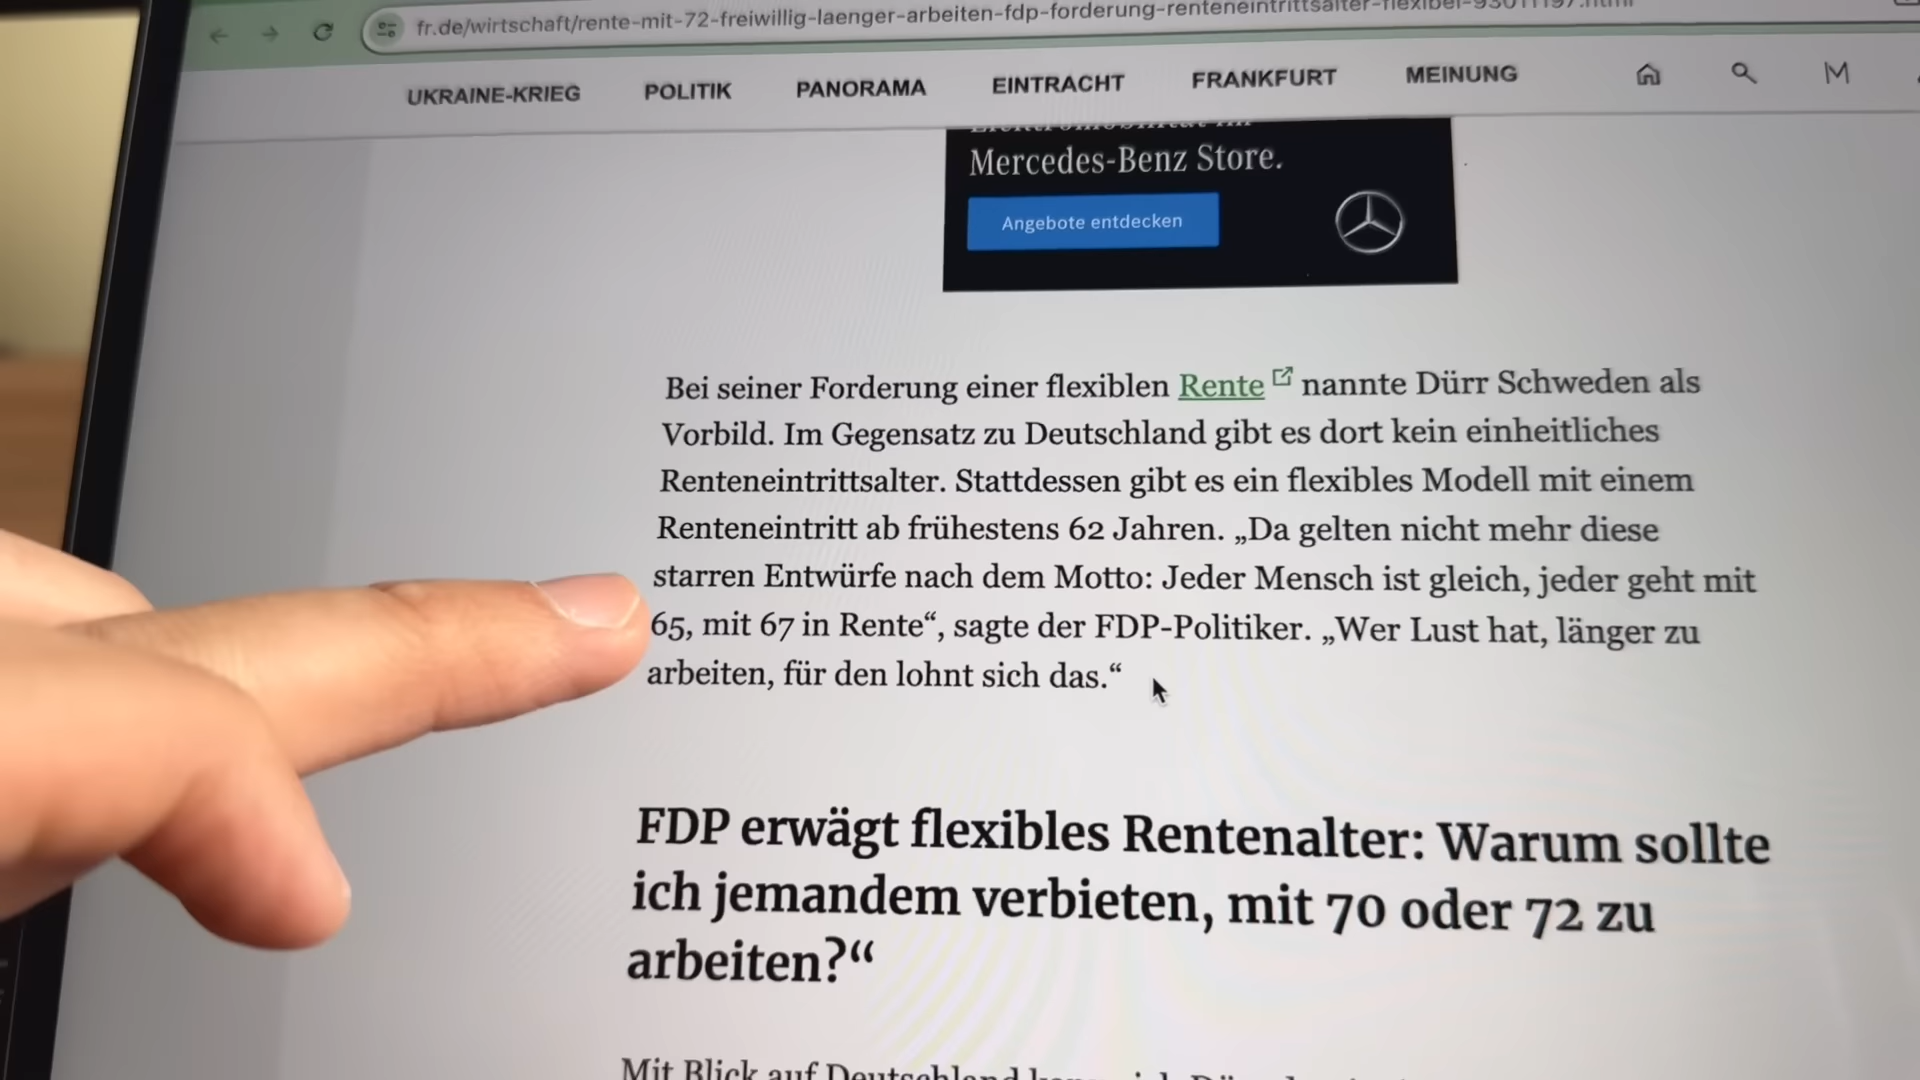 fr.de/wirtschaft/rente-mit-72-freiwillig-laenger-arbeiten-fdp-forderung-renteneintrittsalter-flexibel-93011197.html
UKRAINE-KRIEG POLITIK PANORAMA EINTRACHT FRANKFURT MEINUNG
Mercedes-Benz Store.
Angebote entdecken
Bei seiner Forderung einer flexiblen Rente nannte Dürr Schweden als
Vorbild. Im Gegensatz zu Deutschland gibt es dort kein einheitliches
Renteneintrittsalter. Stattdessen gibt es ein flexibles Modell mit einem
Renteneintritt ab frühestens 62 Jahren. „Da gelten nicht mehr diese
starren Entwürfe nach dem Motto: Jeder Mensch ist gleich, jeder geht mit
65, mit 67 in Rente“, sagte der FDP-Politiker. „Wer Lust hat, länger zu
arbeiten, für den lohnt sich das.“
FDP erwägt flexibles Rentenalter: Warum sollte
ich jemandem verbieten, mit 70 oder 72 zu
arbeiten?“
Mit Blick auf Deutschland